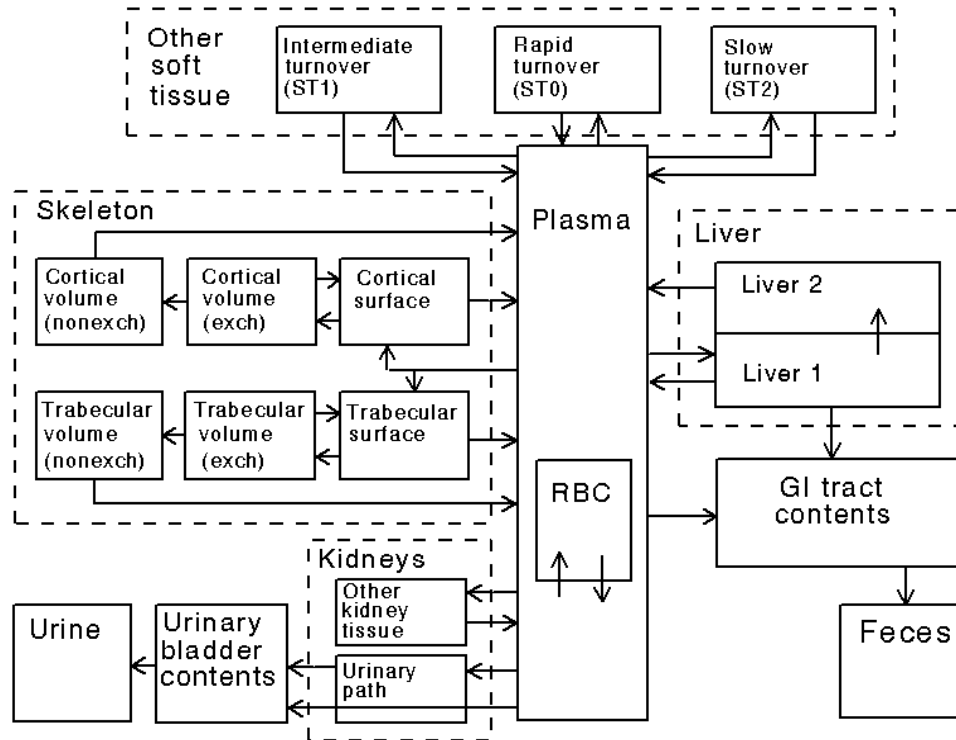 Other
soft
tissue
Intermediate
turnover
(ST1)
Rapid
turnover
(ST0)
Slow
turnover
(ST2)
Skeleton
Plasma
Liver
Cortical
volume
(nonexch)
Cortical
volume
(exch)
Cortical
surface
Liver 2
Liver 1
Trabecular
volume
(nonexch)
Trabecular
volume
(exch)
Trabecular
surface
RBC
GI tract
contents
Kidneys
Other
kidney
tissue
Urine
Urinary
bladder
contents
Urinary
path
Feces